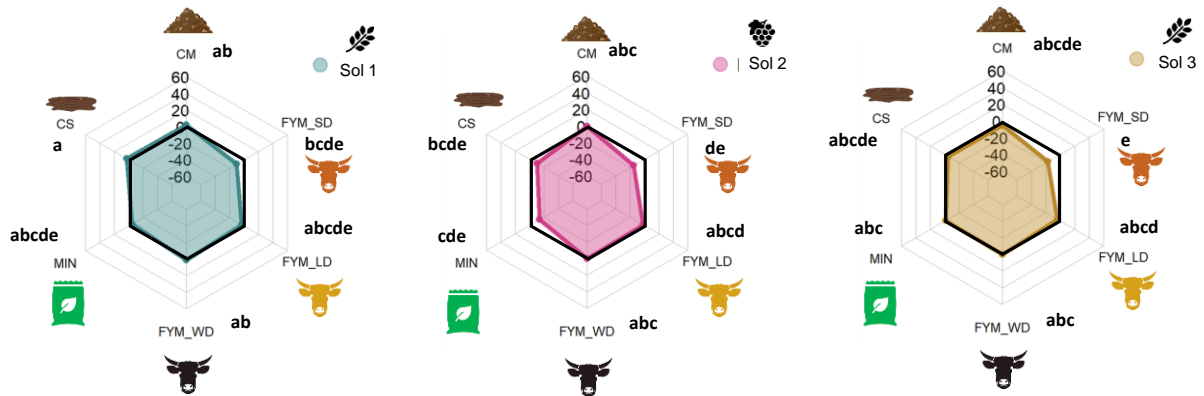 CM ab
Sol 1
60
40
20
0
-20
-40
-60
CS
a
FYM_SD
bcde
abcde
MIN
abcde
FYM_LD
FYM_WD
ab
CM abc
Sol 2
60
40
20
0
-20
-40
-60
CS
bcde
FYM_SD
de
cde
MIN
abcd
FYM_LD
FYM_WD
abc
CM abcde
Sol 3
60
40
20
0
-20
-40
-60
CS
abcde
FYM_SD
e
abc
MIN
abcd
FYM_LD
FYM_WD
abc